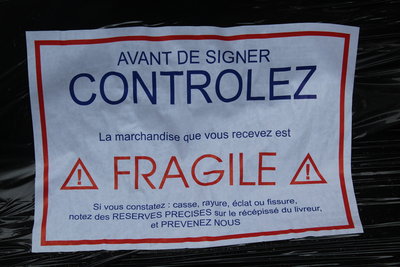 AVANT DE SIGNER
CONTROLEZ
La marchandise que vous recevez est
FRAGILE
Si vous constatez : casse, rayure, éclat ou fissure,
notez des RESERVES PRECISES sur le récépissé du livreur,
et PREVENEZ NOUS